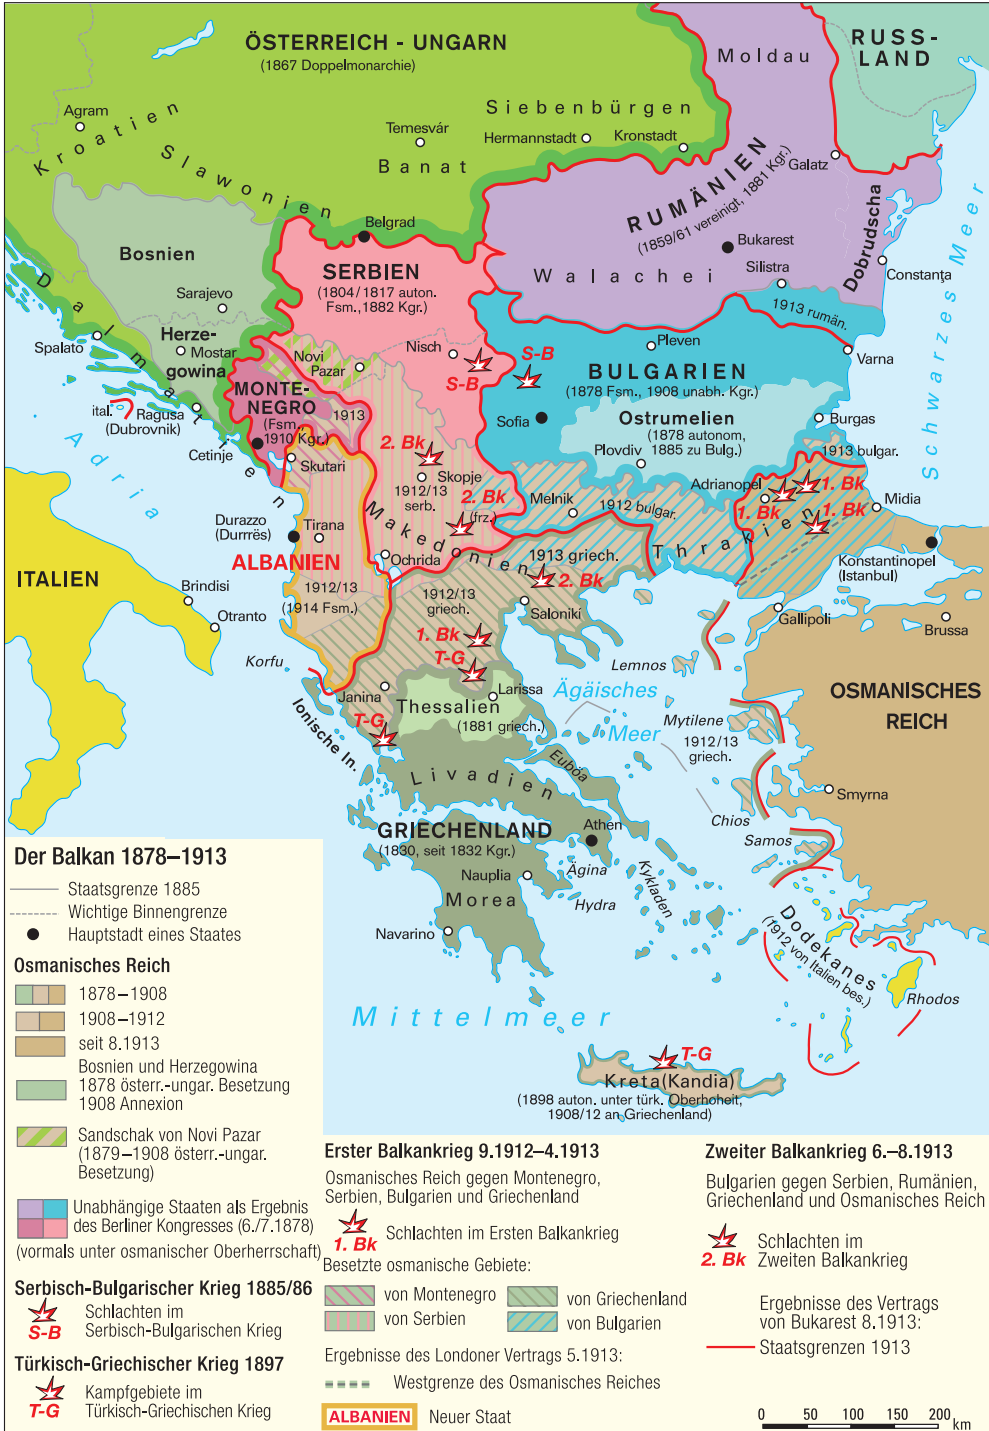 ÖSTERREICH - UNGARN
(1867 Doppelmonarchie)
Moldau
RUSS-
LAND
Agram
Kroatien
Slawonien
Temesvár
Banat
Siebenbürgen
Hermannstadt
Kronstadt
Galatz
RUMÄNIEN
(1859/61 vereinigt, 1881 Kgr.)
Bukarest
Walachei
Silistra
Dobrudscha
Constanţa
Schwarzes Meer
1913 rumän.
Varna
Belgrad
Bosnien
SERBIEN
(1804/1817 auton.
Fsm.,1882 Kgr.)
Sarajevo
Dalmatien
Spalato
Herze-
gowina
Mostar
Novi
Pazar
Nisch
S-B
S-B
Pleven
BULGARIEN
(1878 Fsm., 1908 unabh. Kgr.)
Sofia
Ostrumelien
(1878 autonom,
1885 zu Bulg.)
Plovdiv
Burgas
1913 bulgar.
MONTE-
NEGRO
(Fsm.,
1910 Kgr.)
1913
ital.
Ragusa
(Dubrovnik)
Cetinje
Adria
Skutari
2. Bk
Skopje
1912/13
serb.
2. Bk
(frz.)
Melnik
1912 bulgar.
Adrianopel
1. Bk
1. Bk
1. Bk
Midia
Thrakien
Konstantinopel
(Istanbul)
Durazzo
(Durrrës)
Tirana
ALBANIEN
1912/13
(1914 Fsm.)
Ochrida
Makedonien
1913 griech.
2. Bk
1912/13
griech.
Salonikí
1. Bk
T-G
Gallipoli
Brussa
ITALIEN
Brindisi
Otranto
Korfu
Janina
Larissa
Thessalien
(1881 griech.)
T-G
Ionische In.
Lemnos
Ägäisches
Meer
Mytilene
1912/13
griech.
OSMANISCHES
REICH
Livadien
Euböa
Smyrna
Chios
GRIECHENLAND
(1830, seit 1832 Kgr.)
Athen
Samos
Nauplia
Ägina
Hydra
Kykladen
Morea
Navarino
Dodekanes
(1912 von Italien bes.)
Rhodos
Mittelmeer
T-G
Kreta(Kandia)
(1898 auton. unter türk. Oberhoheit,
1908/12 an Griechenland)
Der Balkan 1878–1913
Staatsgrenze 1885
Wichtige Binnengrenze
Hauptstadt eines Staates
Osmanisches Reich
1878–1908
1908–1912
seit 8.1913
Bosnien und Herzegowina
1878 österr.-ungar. Besetzung
1908 Annexion
Sandschak von Novi Pazar
(1879–1908 österr.-ungar.
Besetzung)
Unabhängige Staaten als Ergebnis
des Berliner Kongresses (6./7.1878)
(vormals unter osmanischer Oberherrschaft)
Serbisch-Bulgarischer Krieg 1885/86
S-B
Schlachten im
Serbisch-Bulgarischen Krieg
Türkisch-Griechischer Krieg 1897
T-G
Kampfgebiete im
Türkisch-Griechischen Krieg
Erster Balkankrieg 9.1912–4.1913
Osmanisches Reich gegen Montenegro,
Serbien, Bulgarien und Griechenland
1. Bk
Schlachten im Ersten Balkankrieg
Besetzte osmanische Gebiete:
von Montenegro
von Griechenland
von Serbien
von Bulgarien
Ergebnisse des Londoner Vertrags 5.1913:
Westgrenze des Osmanisches Reiches
ALBANIEN Neuer Staat
Zweiter Balkankrieg 6.–8.1913
Bulgarien gegen Serbien, Rumänien,
Griechenland und Osmanisches Reich
2. Bk
Schlachten im
Zweiten Balkankrieg
Ergebnisse des Vertrags
von Bukarest 8.1913:
Staatsgrenzen 1913
0 50 100 150 200 km